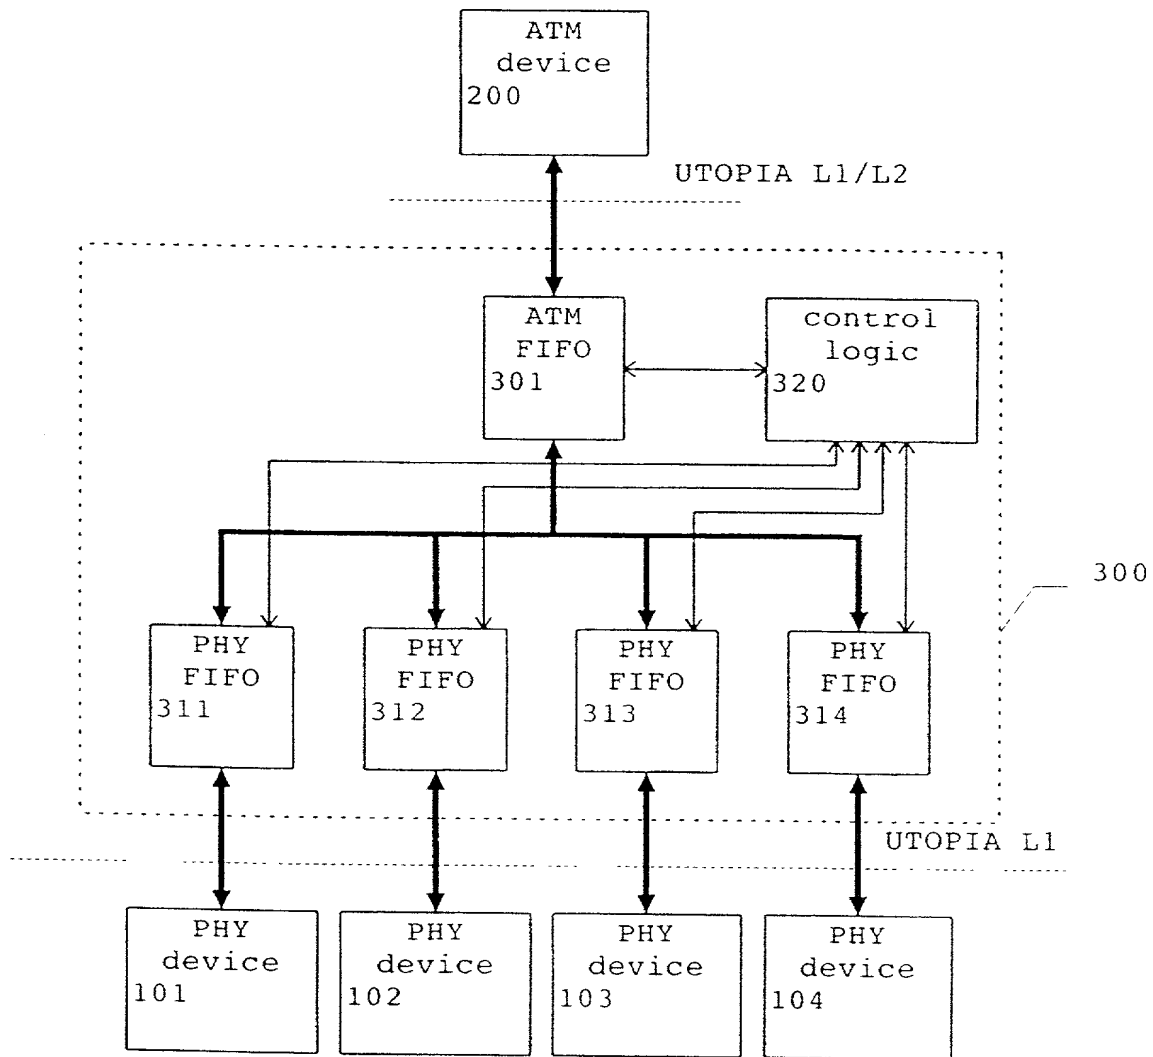 ATM
device
200
UTOPIA L1/L2
ATM
FIFO
301
control
logic
320
300
PHY
FIFO
311
PHY
FIFO
312
PHY
FIFO
313
PHY
FIFO
314
UTOPIA L1
PHY
device
101
PHY
device
102
PHY
device
103
PHY
device
104